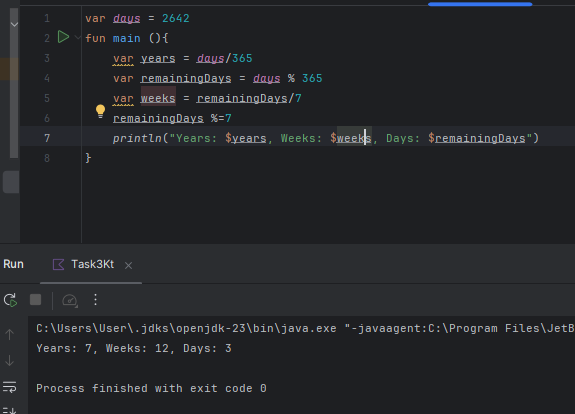 1 var days = 2642
2 fun main (){
3 var years = days/365
4 var remainingDays = days % 365
5 var weeks = remainingDays/7
6 remainingDays %=7
7 println("Years: $years, Weeks: $weeks, Days: $remainingDays")
8 }
Run Task3Kt
C:\Users\User\.jdks\openjdk-23\bin\java.exe "-javaagent:C:\Program Files\JetB
Years: 7, Weeks: 12, Days: 3
Process finished with exit code 0